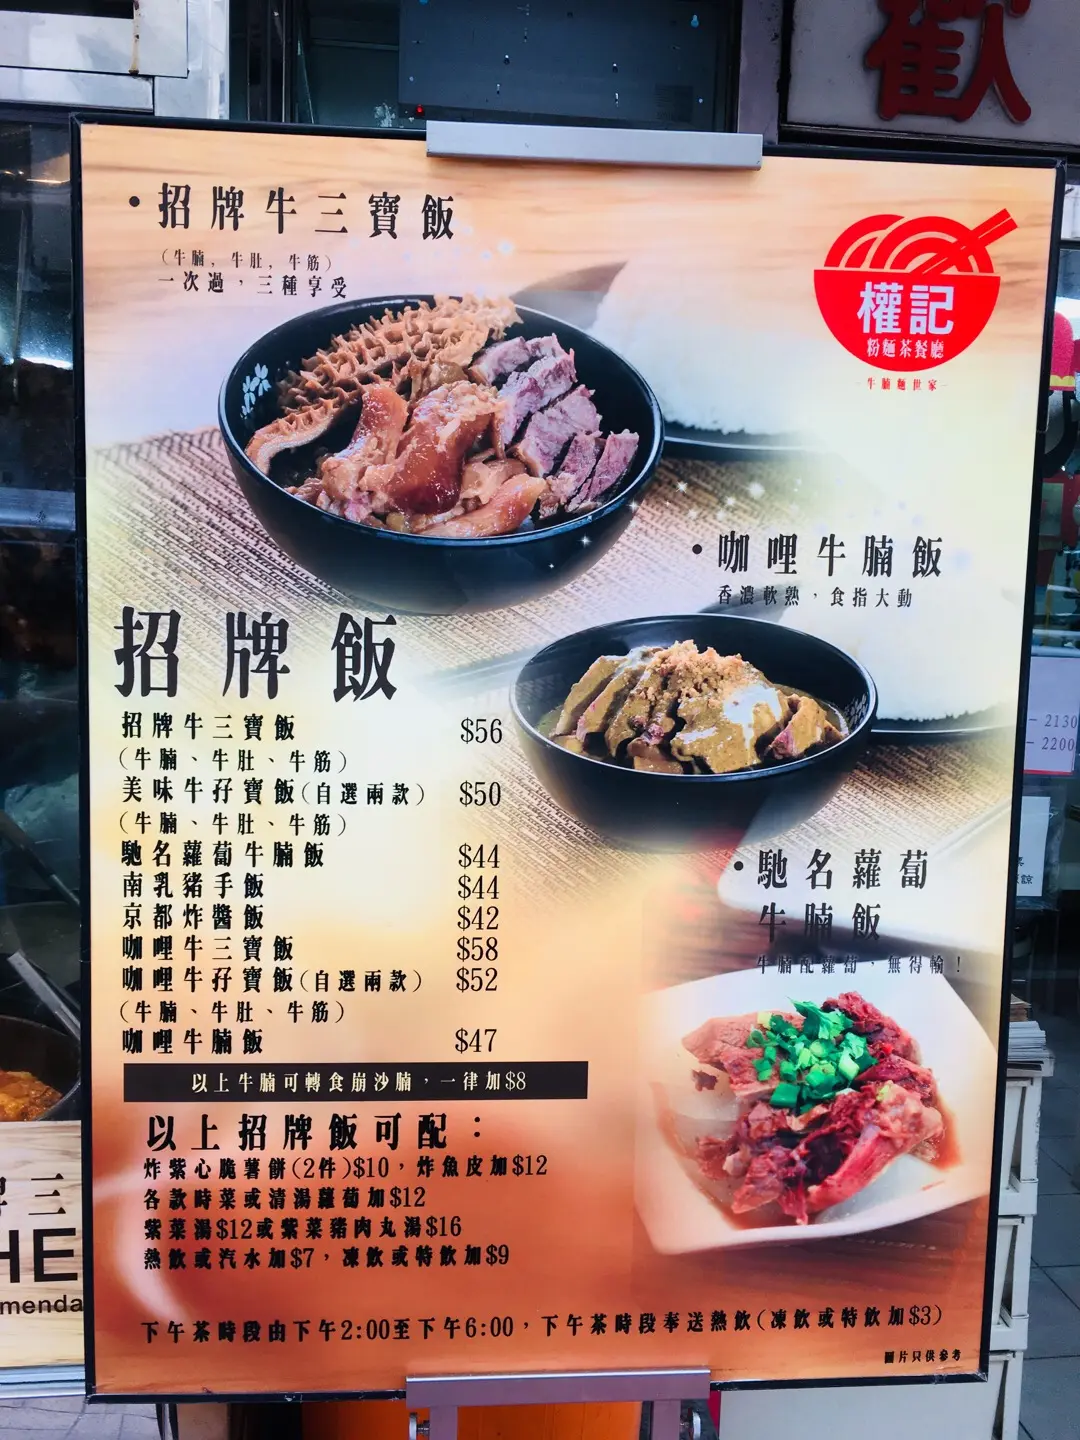 歡
•招牌牛三寶飯
(牛腩, 牛肚, 牛筋)
一次過，三種享受
權記
粉麵茶餐廳
牛腩麵世家
•咖哩牛腩飯
香濃軟熟，食指大動
招牌飯
招牌牛三寶飯 $56
(牛腩、牛肚、牛筋)
美味牛孖寶飯(自選兩款) $50
(牛腩、牛肚、牛筋)
馳名蘿蔔牛腩飯 $44
南乳豬手飯 $44
京都炸醬飯 $42
咖哩牛三寶飯 $58
咖哩牛孖寶飯(自選兩款) $52
(牛腩、牛肚、牛筋)
咖哩牛腩飯 $47
以上牛腩可轉食崩沙腩，一律加$8
•馳名蘿蔔
牛腩飯
牛腩配蘿蔔，無得輸！
以上招牌飯可配：
炸紫心脆薯餅(2件)$10，炸魚皮加$12
各款時菜或清湯蘿蔔加$12
紫菜湯$12或紫菜豬肉丸湯$16
熱飲或汽水加$7，凍飲或特飲加$9
下午茶時段由下午2:00至下午6:00，下午茶時段奉送熱飲(凍飲或特飲加$3)
圖片只供參考
2130
2200
三
HE
menda